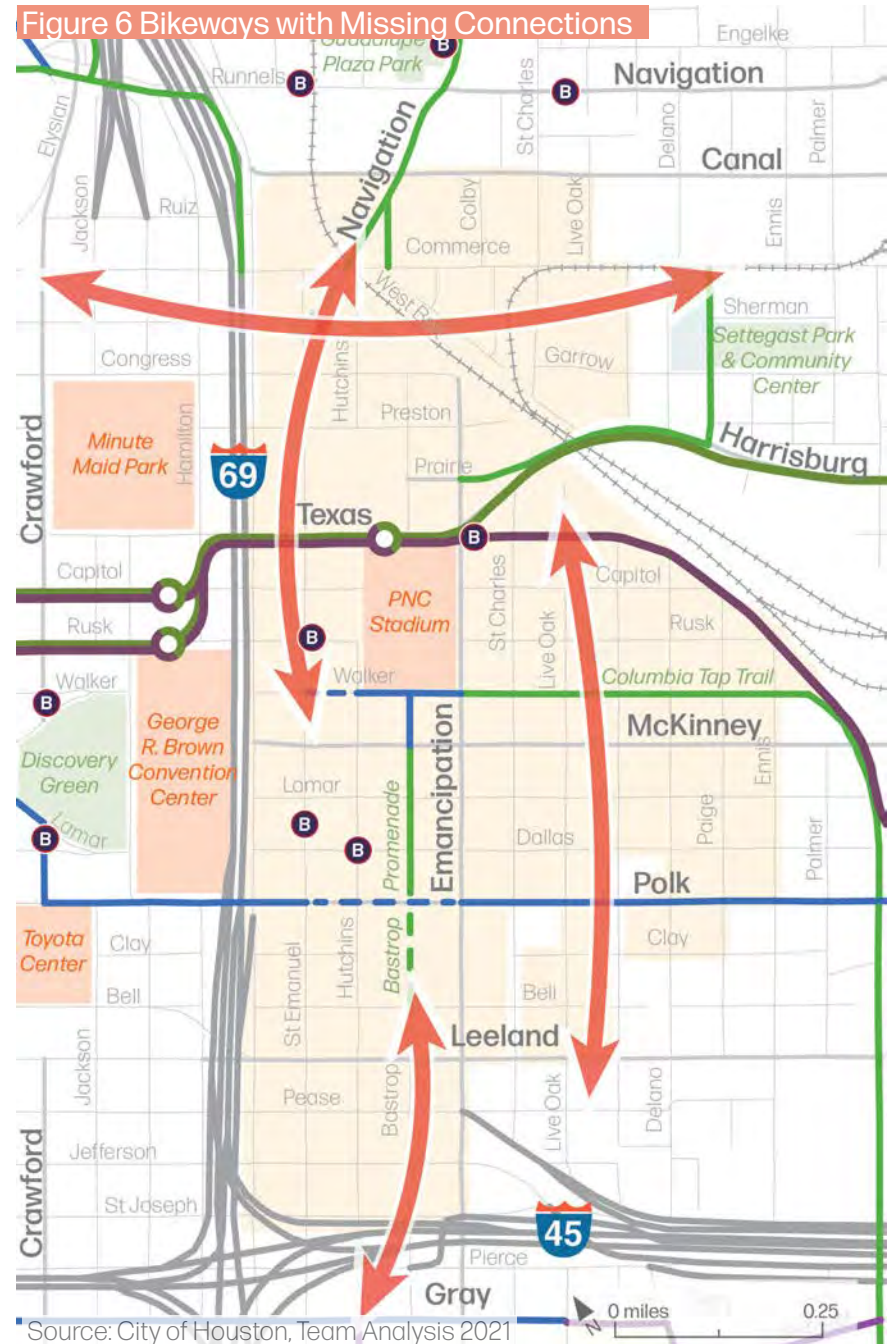 Figure 6 Bikeways with Missing Connections
Guadalupe
Plaza Park
B
Engelke
Runnels
B
Navigation
B
Elysian
St Charles
Delano
Palmer
Navigation
Canal
Jackson
Ruiz
Colby
Live Oak
Ennis
Commerce
Sherman
Settegast Park
& Community
Center
Congress
Hutchins
Garrow
Crawford
Minute
Maid Park
Hamilton
Preston
Harrisburg
69
Prairie
Texas
B
Capitol
PNC
Stadium
St Charles
Live Oak
Capitol
Rusk
B
Rusk
Walker
Walker
Columbia Tap Trail
B
George
R. Brown
Convention
Center
Emancipation
McKinney
Discovery
Green
Lamar
Promenade
Ennis
Lamar
B
B
B
Dallas
Paige
Palmer
Polk
Toyota
Center
Clay
St Emanuel
Hutchins
Bastrop
Clay
Bell
Bell
Leeland
Jackson
Pease
Bastrop
Live Oak
Delano
Crawford
Jefferson
St Joseph
45
Pierce
Gray
N
0 miles
0.25
Source: City of Houston, Team Analysis 2021